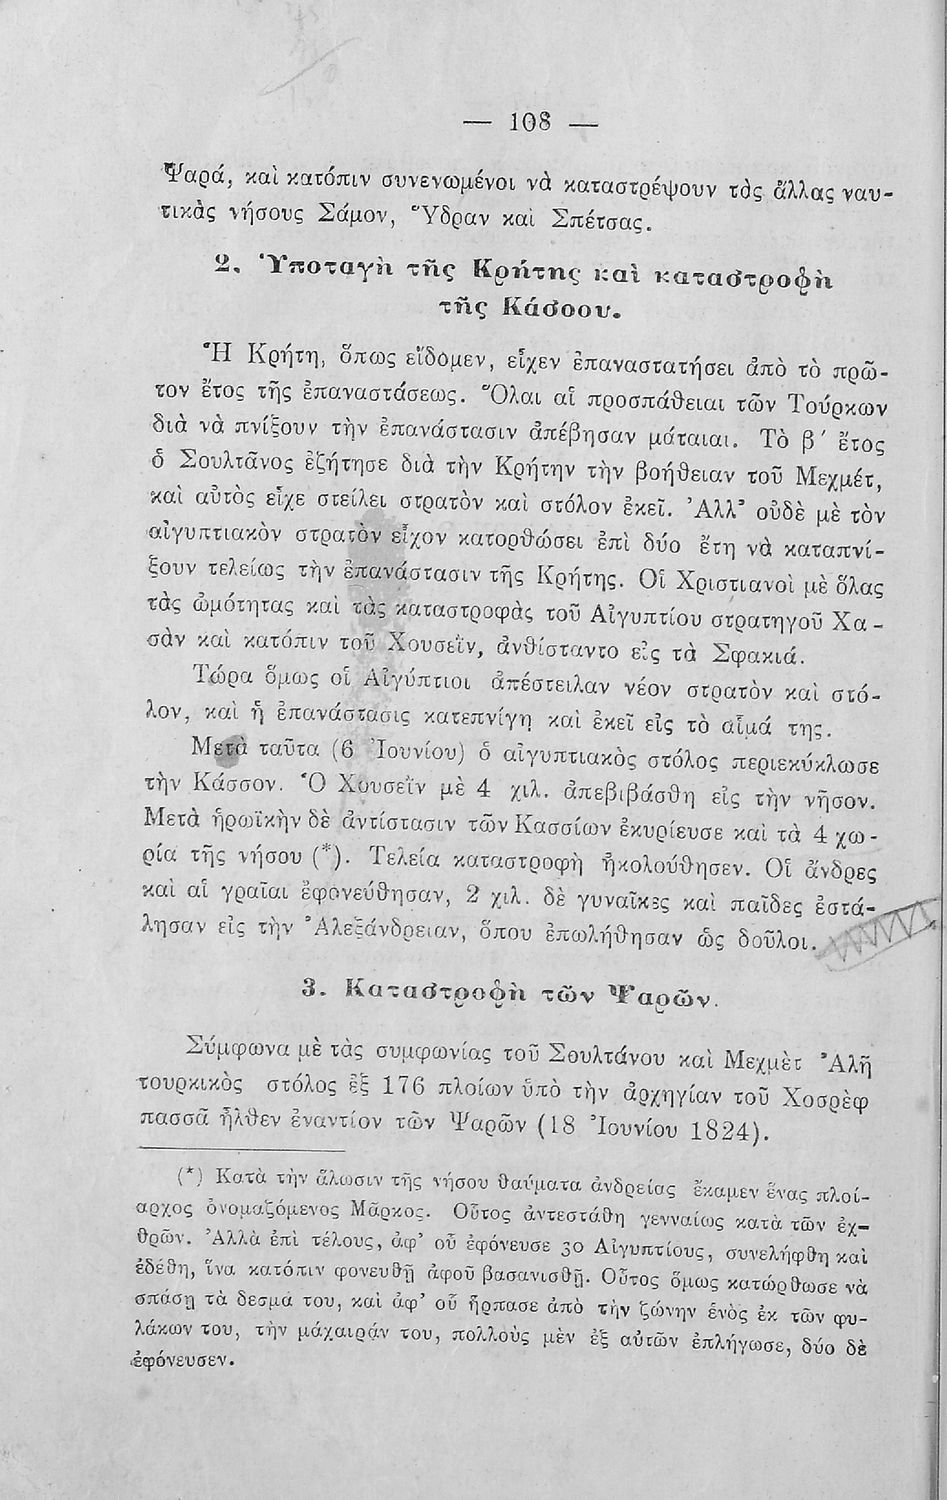 — 108 —
Ψαρά, καὶ κατόπιν συνενωμένοι νὰ καταστρέψουν τὰς ἄλλας ναυ-
τικὰς νήσους Σάμον, Ὕδραν καὶ Σπέτσας.
2. Ὑποταγὴ τῆς Κρήτης καὶ καταστροφὴ
τῆς Κάσσου.
Ἡ Κρήτη, ὅπως εἴδομεν, εἶχεν ἐπαναστατήσει ἀπὸ τὸ πρῶ-
τον ἔτος τῆς ἐπαναστάσεως. Ὅλαι αἱ προσπάθειαι τῶν Τούρκων
διὰ νὰ πνίξουν τὴν ἐπανάστασιν ἀπέβησαν μάταιαι. Τὸ β΄ ἔτος
ὁ Σουλτᾶνος ἐζήτησε διὰ τὴν Κρήτην τὴν βοήθειαν τοῦ Μεχμέτ,
καὶ αὐτὸς εἶχε στείλει στρατὸν καὶ στόλον ἐκεῖ. Ἀλλ' οὐδὲ μὲ τὸν
αἰγυπτιακὸν στρατὸν εἶχον κατορθώσει ἐπὶ δύο ἔτη νὰ καταπνί-
ξουν τελείως τὴν ἐπανάστασιν τῆς Κρήτης. Οἱ Χριστιανοὶ μὲ ὅλας
τὰς ὠμότητας καὶ τὰς καταστροφὰς τοῦ Αἰγυπτίου στρατηγοῦ Χα-
σὰν καὶ κατόπιν τοῦ Χουσεῒν, ἀνθίσταντο εἰς τὰ Σφακιά.
Τώρα ὅμως οἱ Αἰγύπτιοι ἀπέστειλαν νέον στρατὸν καὶ στό-
λον, καὶ ἡ ἐπανάστασις κατεπνίγη καὶ ἐκεῖ εἰς τὸ αἷμά της.
Μετὰ ταῦτα (6 Ἰουνίου) ὁ αἰγυπτιακὸς στόλος περιεκύκλωσε
τὴν Κάσσον. Ὁ Χουσεῒν μὲ 4 χιλ. ἀπεβιβάσθη εἰς τὴν νῆσον.
Μετὰ ἡρωϊκὴν δὲ ἀντίστασιν τῶν Κασσίων ἐκυρίευσε καὶ τὰ 4 χω-
ρία τῆς νήσου (*). Τελεία καταστροφὴ ἠκολούθησεν. Οἱ ἄνδρες
καὶ αἱ γραῖαι ἐφονεύθησαν, 2 χιλ. δὲ γυναῖκες καὶ παῖδες ἐστά-
λησαν εἰς τὴν Ἀλεξάνδρειαν, ὅπου ἐπωλήθησαν ὡς δοῦλοι.
3. Καταστροφὴ τῶν Ψαρῶν.
Σύμφωνα μὲ τὰς συμφωνίας τοῦ Σουλτάνου καὶ Μεχμὲτ Ἀλῆ
τουρκικὸς στόλος ἐξ 176 πλοίων ὑπὸ τὴν ἀρχηγίαν τοῦ Χοσρὲφ
πασσᾶ ἦλθεν ἐναντίον τῶν Ψαρῶν (18 Ἰουνίου 1824).
(*) Κατὰ τὴν ἅλωσιν τῆς νήσου θαύματα ἀνδρείας ἔκαμεν ἕνας πλοί-
αρχος ὀνομαζόμενος Μᾶρκος. Οὗτος ἀντεστάθη γενναίως κατὰ τῶν ἐχ-
θρῶν. Ἀλλὰ ἐπὶ τέλους, ἀφ' οὗ ἐφόνευσε 30 Αἰγυπτίους, συνελήφθη καὶ
ἐδέθη, ἵνα κατόπιν φονευθῇ ἀφοῦ βασανισθῇ. Οὗτος ὅμως κατώρθωσε νὰ
σπάσῃ τὰ δεσμά του, καὶ ἀφ' οὗ ἥρπασε ἀπὸ τὴν ζώνην ἑνὸς ἐκ τῶν φυ-
λάκων του, τὴν μάχαιράν του, πολλοὺς μὲν ἐξ αὐτῶν ἐπλήγωσε, δύο δὲ
ἐφόνευσεν.